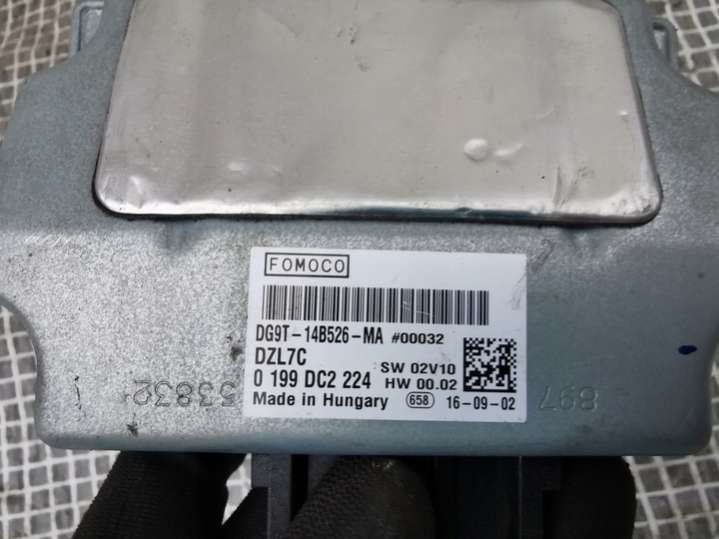 FOMOCO
DG9T-14B526-MA #00032
DZL7C
SW 02V10
0 199 DC2 224
HW 00.02
Made in Hungary 658 16-09-02
53832
897